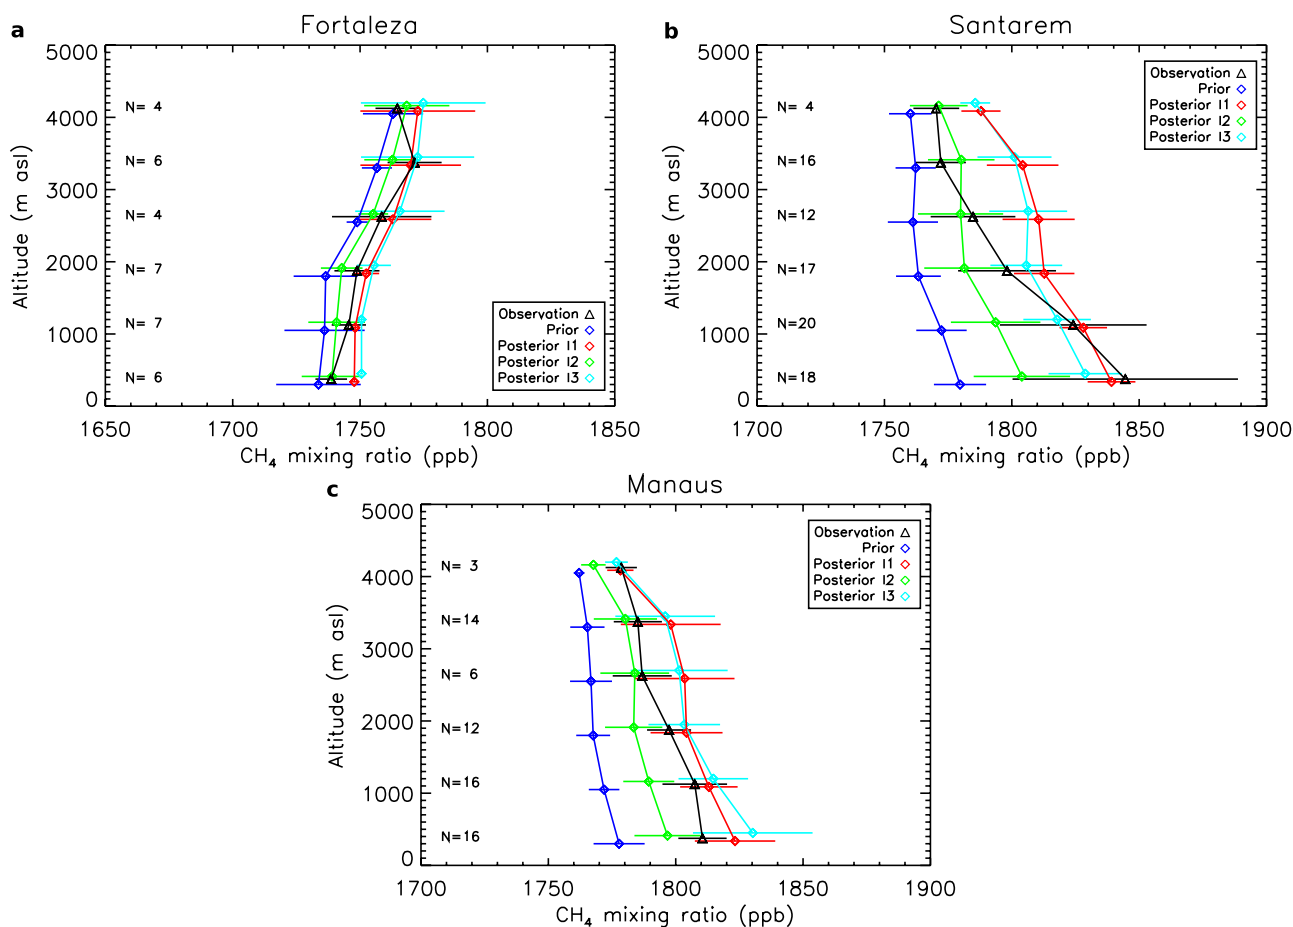 a
Fortaleza
5000
4000
3000
2000
1000
0
Altitude (m asl)
N= 4
N= 6
N= 4
N= 7
N= 7
N= 6
Observation
Prior
Posterior I1
Posterior I2
Posterior I3
1650
1700
1750
1800
1850
CH₄ mixing ratio (ppb)
b
Santarem
5000
4000
3000
2000
1000
0
Altitude (m asl)
N= 4
N=16
N=12
N=17
N=20
N=18
Observation
Prior
Posterior I1
Posterior I2
Posterior I3
1700
1750
1800
1850
1900
CH₄ mixing ratio (ppb)
c
Manaus
5000
4000
3000
2000
1000
0
Altitude (m asl)
N= 3
N=14
N= 6
N=12
N=16
N=16
Observation
Prior
Posterior I1
Posterior I2
Posterior I3
1700
1750
1800
1850
1900
CH₄ mixing ratio (ppb)